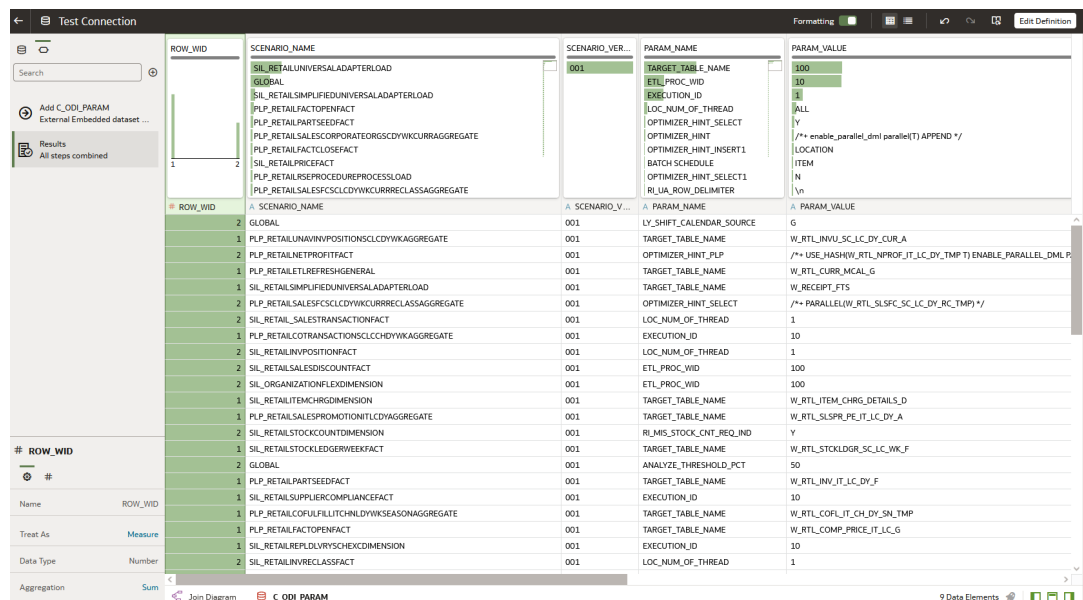 Test Connection
Formatting
Edit Definition
Search
Add C_ODI_PARAM
External Embedded dataset ...
Results
All steps combined
ROW_WID
1 2
SCENARIO_NAME
SIL_RETAILUNIVERSALADAPTERLOAD
GLOBAL
SIL_RETAILSIMPLIFIEDUNIVERSALADAPTERLOAD
PLP_RETAILFACTOPENFACT
PLP_RETAILPARTSEEDFACT
PLP_RETAILSALESCORPORATEORGSCDYWKCURRAGGREGATE
PLP_RETAILFACTCLOSEFACT
SIL_RETAILPRICEFACT
PLP_RETAILRSEPROCEDUREPROCESSLOAD
PLP_RETAILSALESFCSCLCDYWKCURRRECLASSAGGREGATE
SCENARIO_VER...
001
PARAM_NAME
TARGET_TABLE_NAME
ETL_PROC_WID
EXECUTION_ID
LOC_NUM_OF_THREAD
OPTIMIZER_HINT_SELECT
OPTIMIZER_HINT
OPTIMIZER_HINT_INSERT1
BATCH SCHEDULE
OPTIMIZER_HINT_SELECT1
RI_UA_ROW_DELIMITER
PARAM_VALUE
100
10
1
ALL
Y
/*+ enable_parallel_dml parallel(T) APPEND */
LOCATION
ITEM
N
\n
# ROW_WID A SCENARIO_NAME A SCENARIO_V... A PARAM_NAME A PARAM_VALUE
2 GLOBAL 001 LY_SHIFT_CALENDAR_SOURCE G
1 PLP_RETAILUNAVINVPOSITIONSCLCDYWKAGGREGATE 001 TARGET_TABLE_NAME W_RTL_INVU_SC_LC_DY_CUR_A
2 PLP_RETAILNETPROFITFACT 001 OPTIMIZER_HINT_PLP /*+ USE_HASH(W_RTL_NPROF_IT_LC_DY_TMP T) ENABLE_PARALLEL_DML P
1 PLP_RETAILETLREFRESHGENERAL 001 TARGET_TABLE_NAME W_RTL_CURR_MCAL_G
1 SIL_RETAILSIMPLIFIEDUNIVERSALADAPTERLOAD 001 TARGET_TABLE_NAME W_RECEIPT_FTS
2 PLP_RETAILSALESFCSCLCDYWKCURRRECLASSAGGREGATE 001 OPTIMIZER_HINT_SELECT /*+ PARALLEL(W_RTL_SLSFC_SC_LC_DY_RC_TMP) */
2 SIL_RETAIL_SALESTRANSACTIONFACT 001 LOC_NUM_OF_THREAD 1
1 PLP_RETAILCOTRANSACTIONSCLCCHDYWKAGGREGATE 001 EXECUTION_ID 10
2 SIL_RETAILINVPOSITIONFACT 001 LOC_NUM_OF_THREAD 1
2 PLP_RETAILSALESDISCOUNTFACT 001 ETL_PROC_WID 100
2 SIL_ORGANIZATIONFLEXDIMENSION 001 ETL_PROC_WID 100
1 SIL_RETAILITEMCHRGDIMENSION 001 TARGET_TABLE_NAME W_RTL_ITEM_CHRG_DETAILS_D
1 PLP_RETAILSALESPROMOTIONITLCDYAGGREGATE 001 TARGET_TABLE_NAME W_RTL_SLSPR_PE_IT_LC_DY_A
2 SIL_RETAILSTOCKCOUNTDIMENSION 001 RI_MIS_STOCK_CNT_REQ_IND Y
1 SIL_RETAILSTOCKLEDGERWEEKFACT 001 TARGET_TABLE_NAME W_RTL_STCKLDGR_SC_LC_WK_F
2 GLOBAL 001 ANALYZE_THRESHOLD_PCT 50
1 PLP_RETAILPARTSEEDFACT 001 TARGET_TABLE_NAME W_RTL_INV_IT_LC_DY_F
1 SIL_RETAILSUPPLIERCOMPLIANCEFACT 001 EXECUTION_ID 10
1 PLP_RETAILCOFULFILLITCHNLDYWKSEASONAGGREGATE 001 TARGET_TABLE_NAME W_RTL_COFL_IT_CH_DY_SN_TMP
1 PLP_RETAILFACTOPENFACT 001 TARGET_TABLE_NAME W_RTL_COMP_PRICE_IT_LC_G
1 SIL_RETAILREPLDLVRYSCHEXCDIMENSION 001 EXECUTION_ID 10
2 SIL_RETAILINVRECLASSFACT 001 LOC_NUM_OF_THREAD 1
# ROW_WID
#
Name ROW_WID
Treat As Measure
Data Type Number
Aggregation Sum
Join Diagram C_ODI_PARAM 9 Data Elements